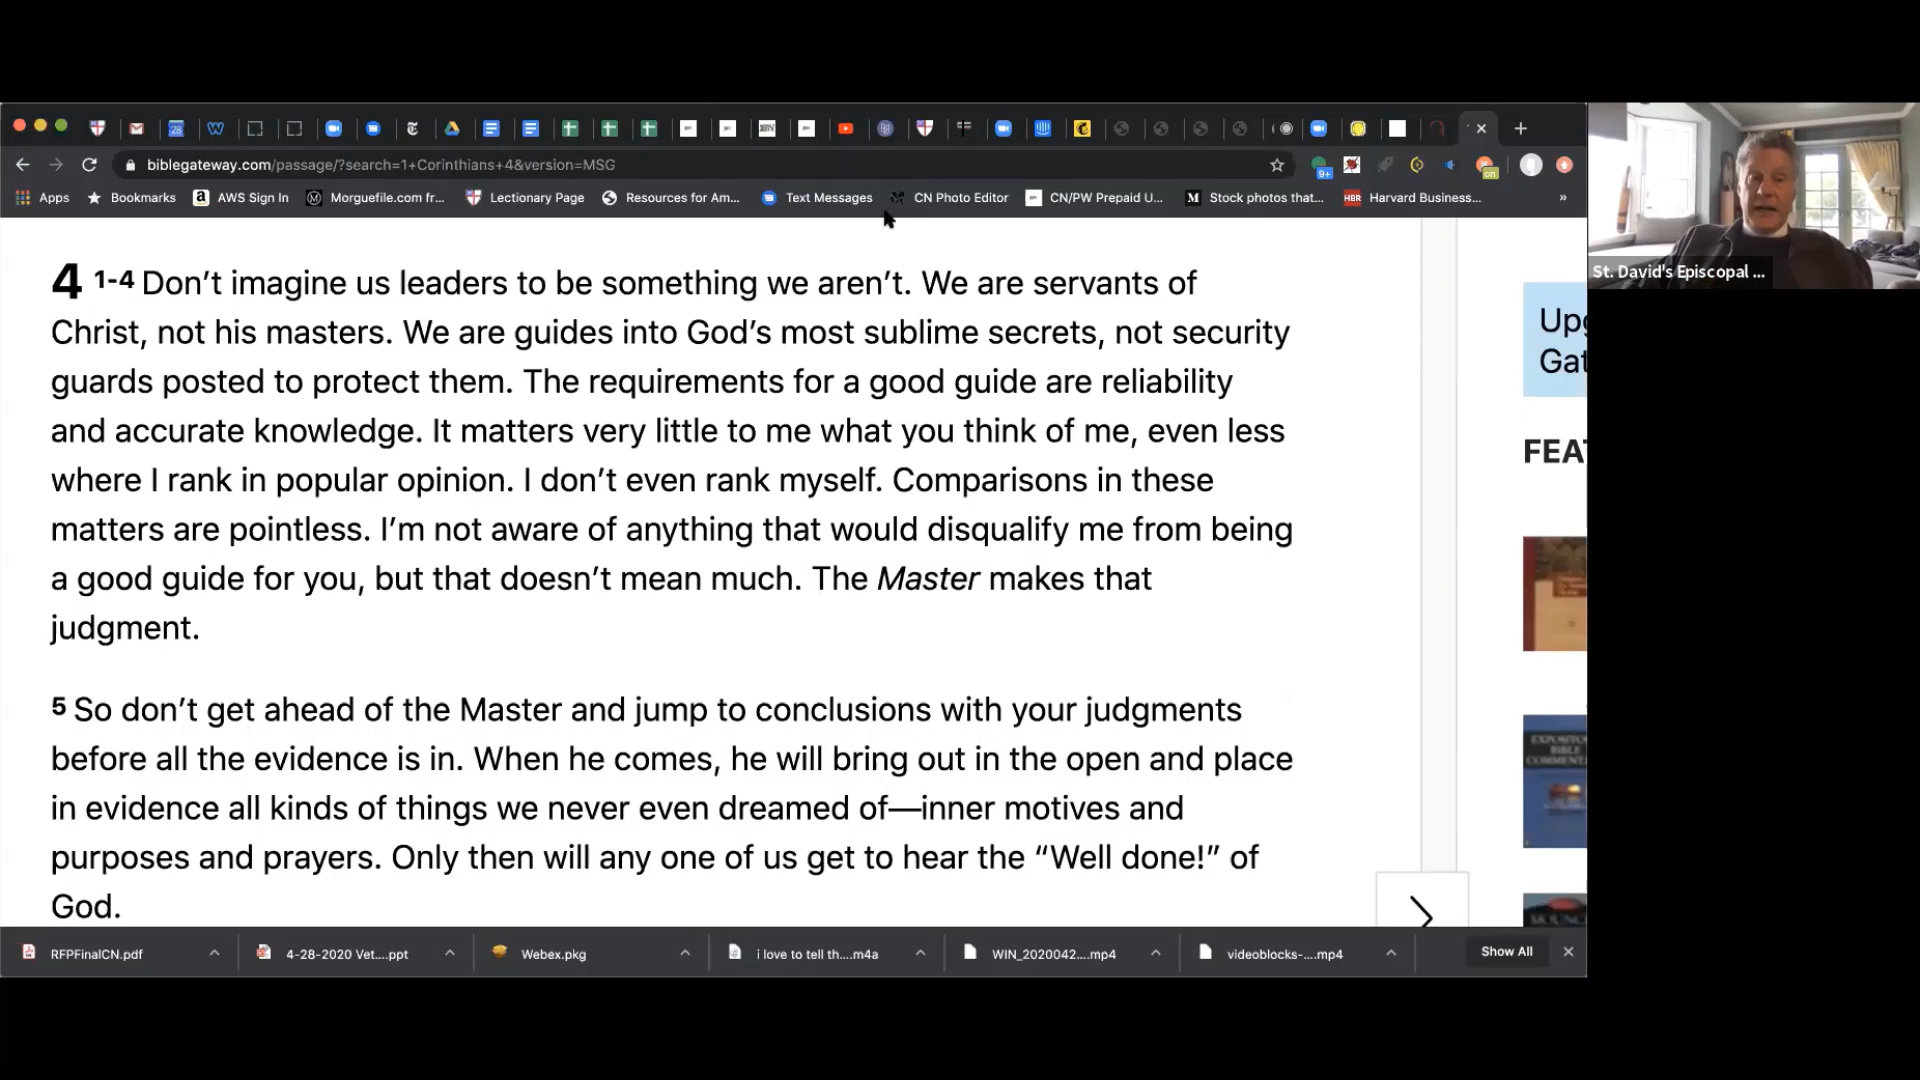 28
biblegateway.com/passage/?search=1+Corinthians+4&version=MSG
9+
on
Apps
Bookmarks
a AWS Sign In
Morguefile.com fr...
Lectionary Page
Resources for Am...
Text Messages
CN Photo Editor
CN/PW Prepaid U...
M Stock photos that...
HBR Harvard Business...
»
4 1-4 Don’t imagine us leaders to be something we aren’t. We are servants of
Christ, not his masters. We are guides into God’s most sublime secrets, not security
guards posted to protect them. The requirements for a good guide are reliability
and accurate knowledge. It matters very little to me what you think of me, even less
where I rank in popular opinion. I don’t even rank myself. Comparisons in these
matters are pointless. I’m not aware of anything that would disqualify me from being
a good guide for you, but that doesn’t mean much. The Master makes that
judgment.
5 So don’t get ahead of the Master and jump to conclusions with your judgments
before all the evidence is in. When he comes, he will bring out in the open and place
in evidence all kinds of things we never even dreamed of—inner motives and
purposes and prayers. Only then will any one of us get to hear the “Well done!” of
God.
Upg
Gat
FEAT
EXPOSITO
BIBLE
COMMENTA
MOUNC
St. David's Episcopal ...
RFPFinalCN.pdf
4-28-2020 Vet....ppt
Webex.pkg
i love to tell th....m4a
WIN_2020042....mp4
videoblocks-....mp4
Show All